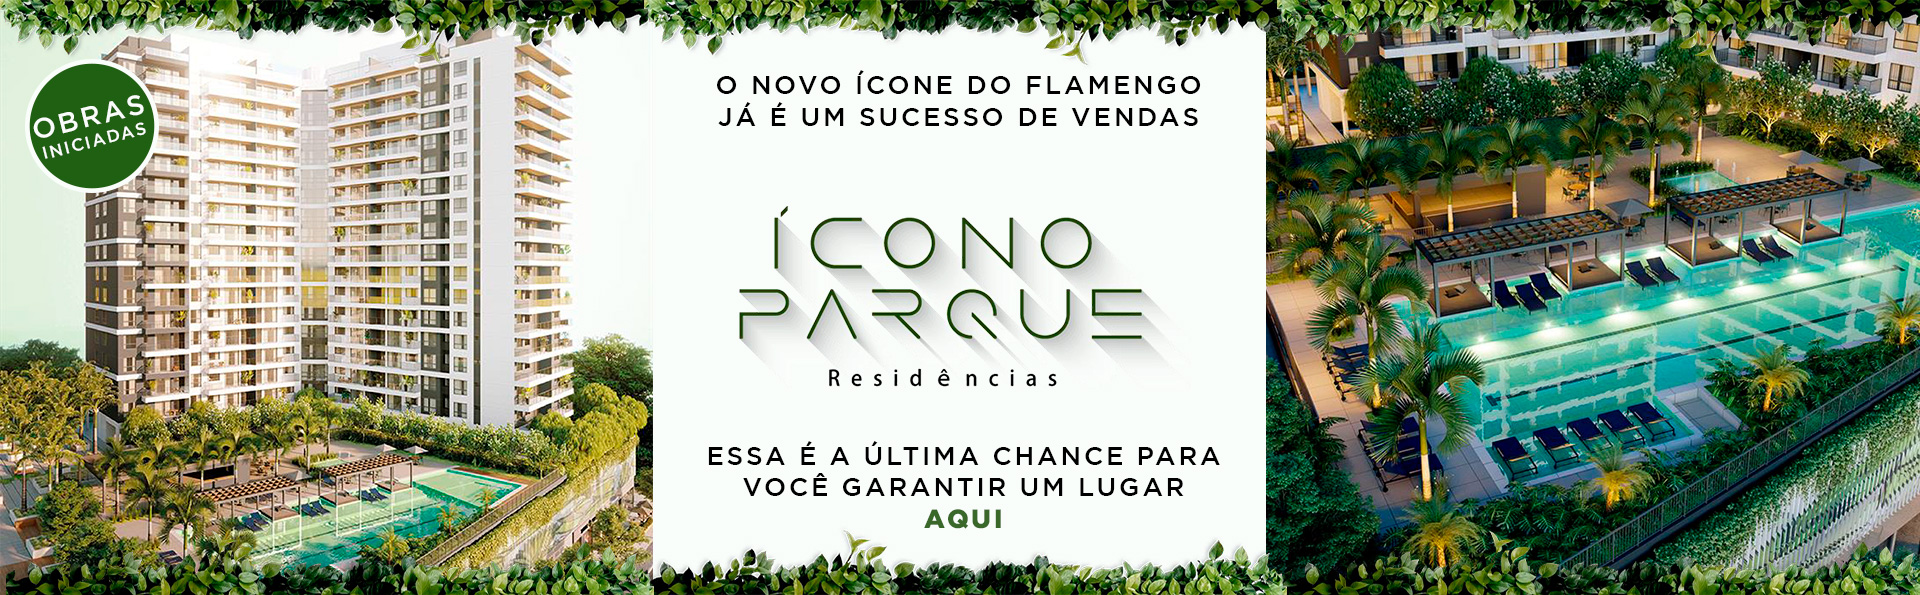 OBRAS
INICIADAS
O NOVO ÍCONE DO FLAMENGO
JÁ É UM SUCESSO DE VENDAS
ÍCONO
PARQUE
Residências
ESSA É A ÚLTIMA CHANCE PARA
VOCÊ GARANTIR UM LUGAR
AQUI